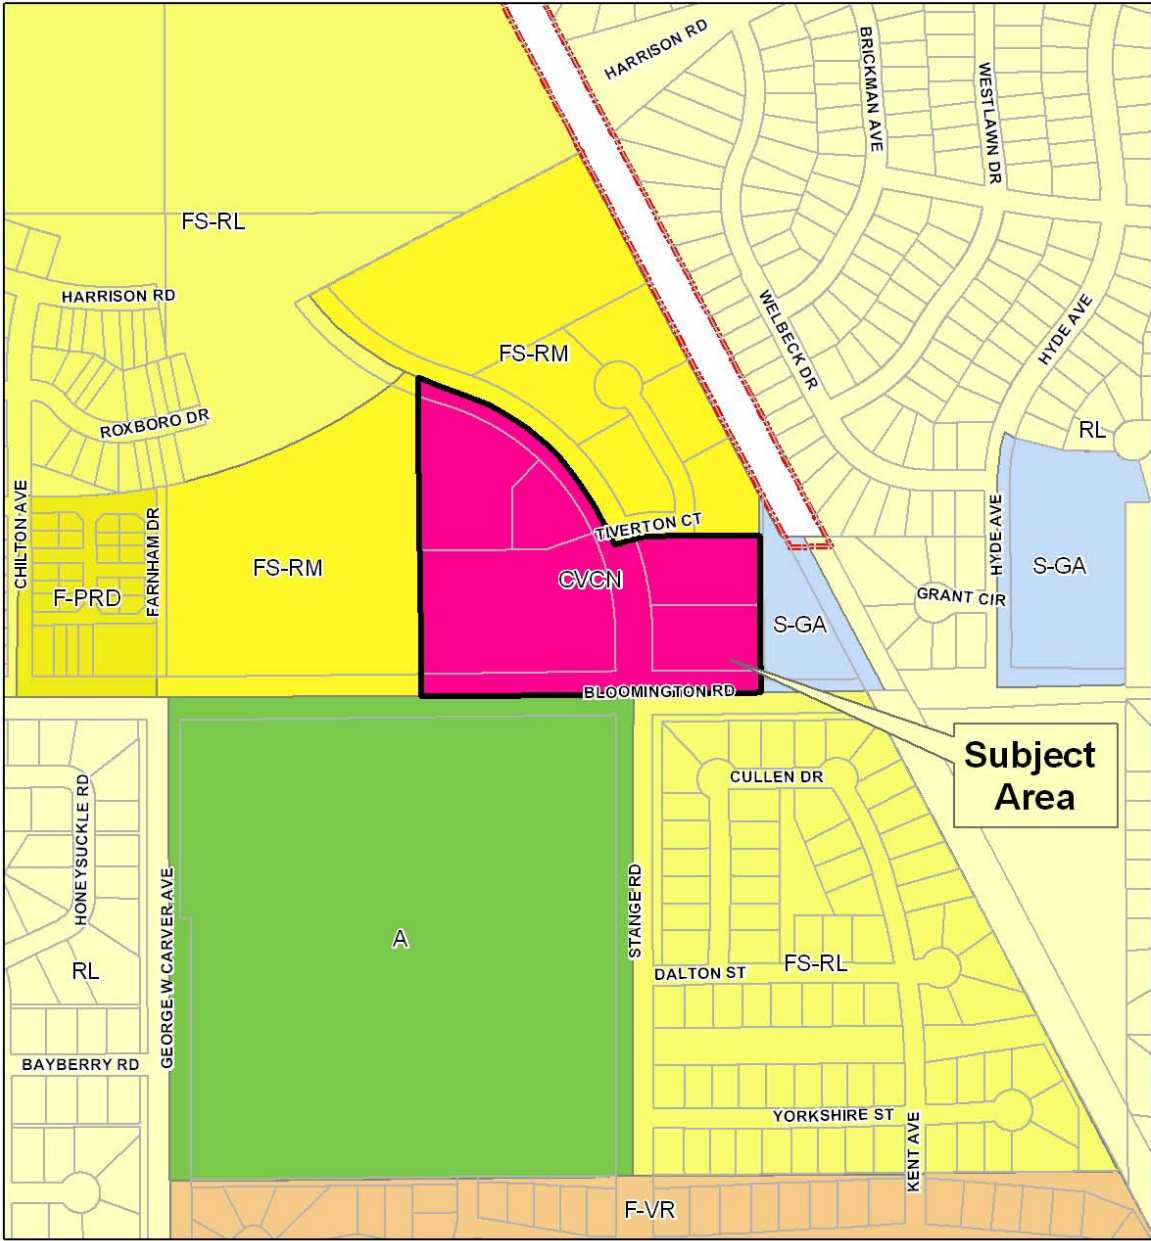 HARRISON RD
BRICKMAN AVE
WESTLAWN DR
FS-RL
HARRISON RD
WELBECK DR
HYDE AVE
FS-RM
ROXBORO DR
RL
CHILTON AVE
FARNHAM DR
TIVERTON CT
HYDE AVE
FS-RM
CVCN
S-GA
F-PRD
GRANT CIR
S-GA
BLOOMINGTON RD
Subject
Area
CULLEN DR
HONEYSUCKLE RD
GEORGE W CARVER AVE
STANGE RD
A
RL
DALTON ST
FS-RL
BAYBERRY RD
YORKSHIRE ST
KENT AVE
F-VR